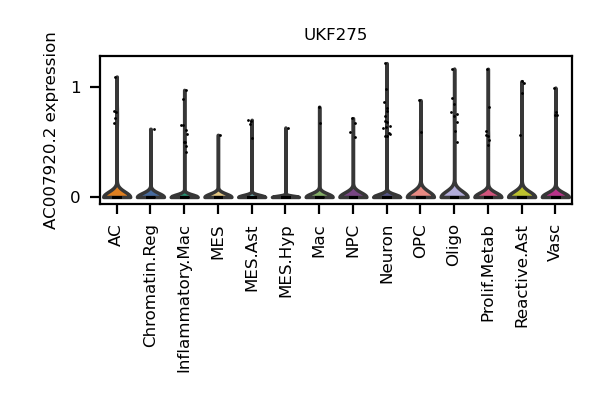 UKF275
AC007920.2 expression
1
0
AC
Chromatin.Reg
Inflammatory.Mac
MES
MES.Ast
MES.Hyp
Mac
NPC
Neuron
OPC
Oligo
Prolif.Metab
Reactive.Ast
Vasc